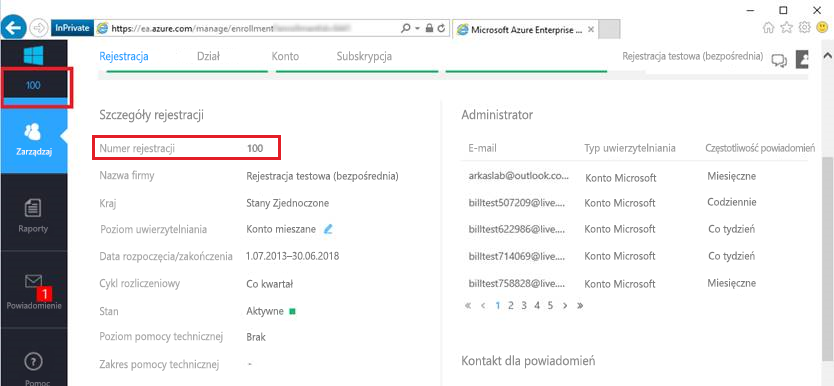 InPrivate
https://ea.azure.com/manage/enrollment
Microsoft Azure Enterprise ...
100
Zarządzaj
Raporty
1
Powiadomienie
Pomoc
Rejestracja Dział Konto Subskrypcja
Rejestracja testowa (bezpośrednia)
Szczegóły rejestracji
Numer rejestracji 100
Nazwa firmy Rejestracja testowa (bezpośrednia)
Kraj Stany Zjednoczone
Poziom uwierzytelniania Konto mieszane
Data rozpoczęcia/zakończenia 1.07.2013–30.06.2018
Cykl rozliczeniowy Co kwartał
Stan Aktywne
Poziom pomocy technicznej Brak
Zakres pomocy technicznej -
Administrator
E-mail Typ uwierzytelniania Częstotliwość powiadomień
arkaslab@outlook.co... Konto Microsoft Miesięczne
billtest507209@live.... Konto Microsoft Codziennie
billtest622986@live.... Konto Microsoft Co tydzień
billtest714069@live.... Konto Microsoft Co tydzień
billtest758828@live.... Konto Microsoft Miesięczne
« ‹ 1 2 3 4 5 › »
Kontakt dla powiadomień